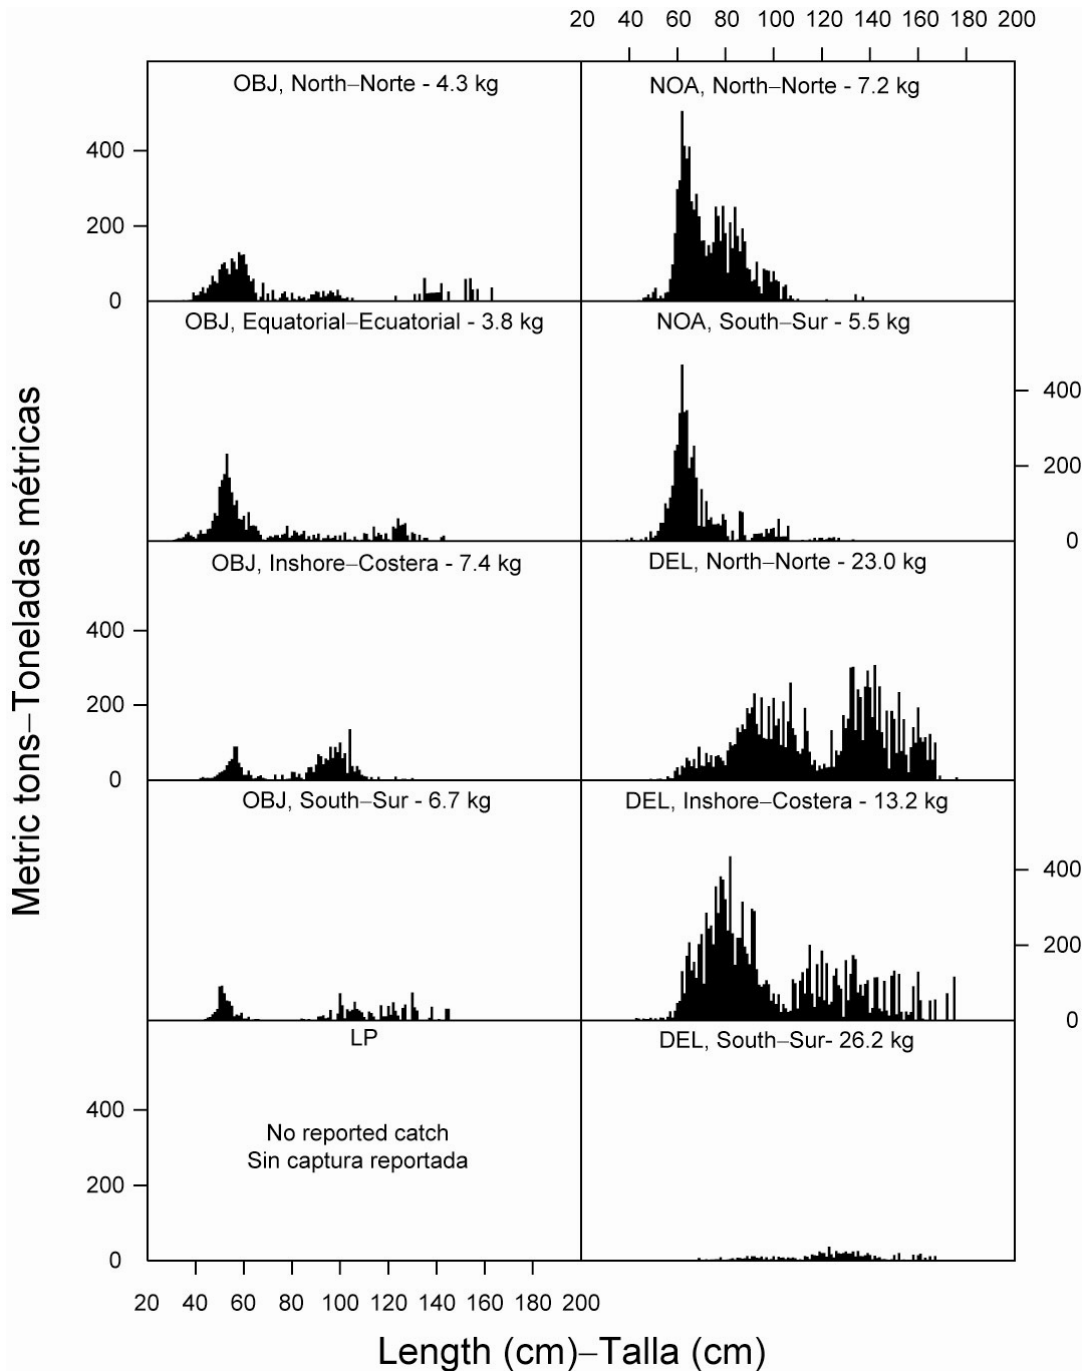 20 40 60 80 100 120 140 160 180 200
OBJ, North–Norte - 4.3 kg
NOA, North–Norte - 7.2 kg
400
200
0
OBJ, Equatorial–Ecuatorial - 3.8 kg
NOA, South–Sur - 5.5 kg
400
200
0
OBJ, Inshore–Costera - 7.4 kg
DEL, North–Norte - 23.0 kg
400
200
0
OBJ, South–Sur - 6.7 kg
DEL, Inshore–Costera - 13.2 kg
400
200
0
LP
DEL, South–Sur- 26.2 kg
No reported catch
Sin captura reportada
400
200
0
20 40 60 80 100 120 140 160 180 200
Metric tons–Toneladas métricas
Length (cm)–Talla (cm)